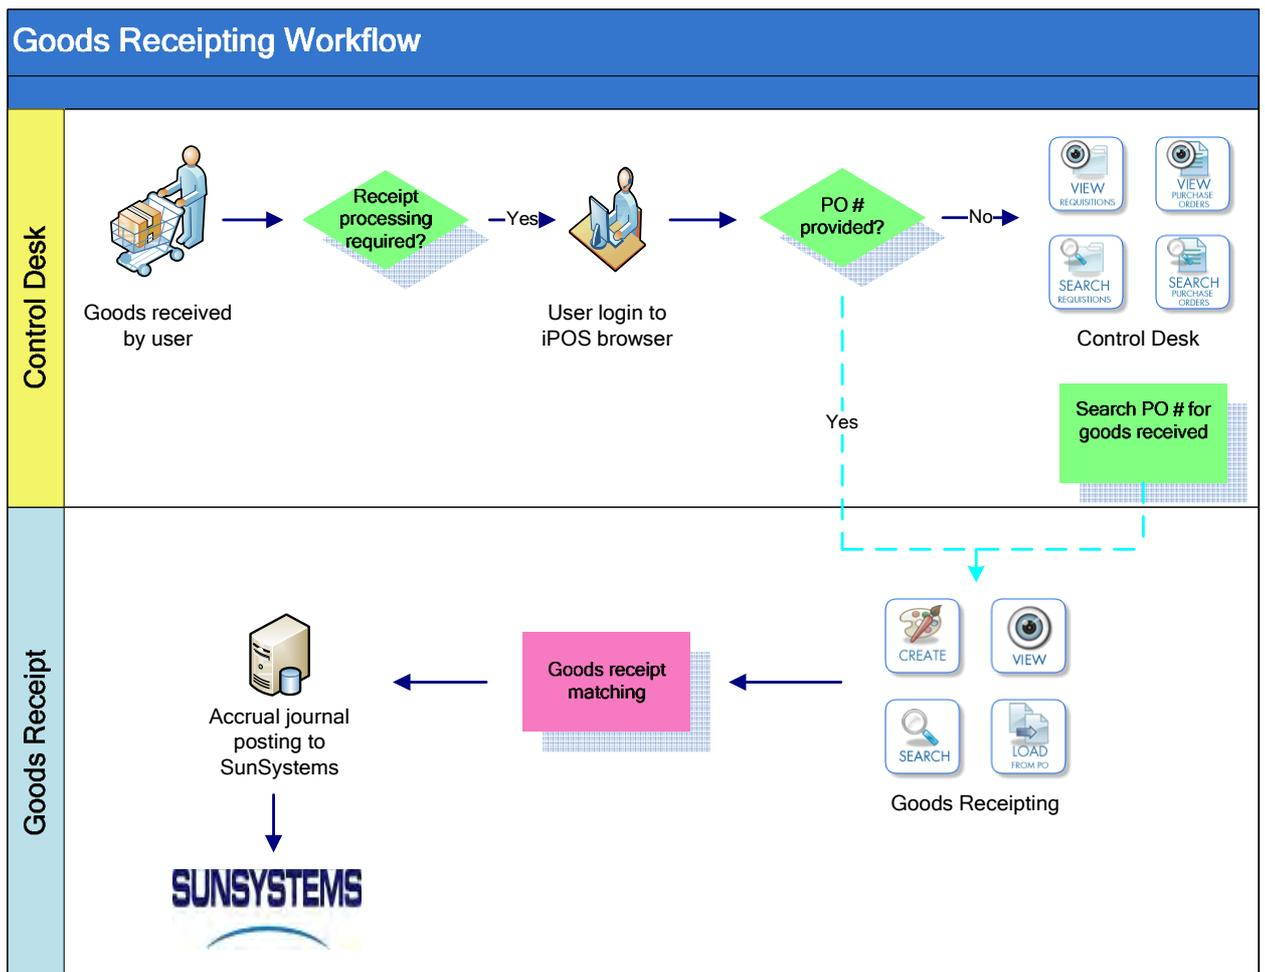 Goods Receipting Workflow
Control Desk
Goods received
by user
Receipt
processing
required?
Yes
User login to
iPOS browser
PO #
provided?
No
VIEW
REQUISITIONS
VIEW
PURCHASE
ORDERS
SEARCH
REQUISTIONS
SEARCH
PURCHASE
ORDERS
Control Desk
Yes
Search PO # for
goods received
Goods Receipt
CREATE
VIEW
SEARCH
LOAD
FROM PO
Goods Receipting
Goods receipt
matching
Accrual journal
posting to
SunSystems
SUNSYSTEMS